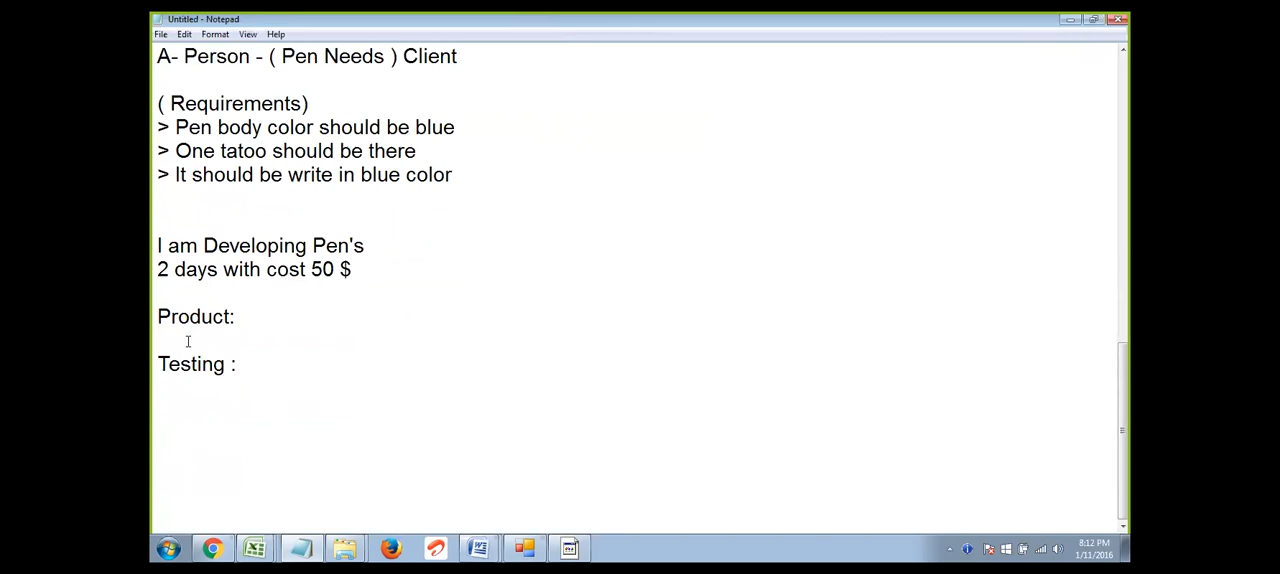 Untitled - Notepad
File Edit Format View Help
A- Person - ( Pen Needs ) Client
( Requirements)
> Pen body color should be blue
> One tatoo should be there
> It should be write in blue color
I am Developing Pen's
2 days with cost 50 $
Product:
Testing :
8:12 PM
1/11/2016